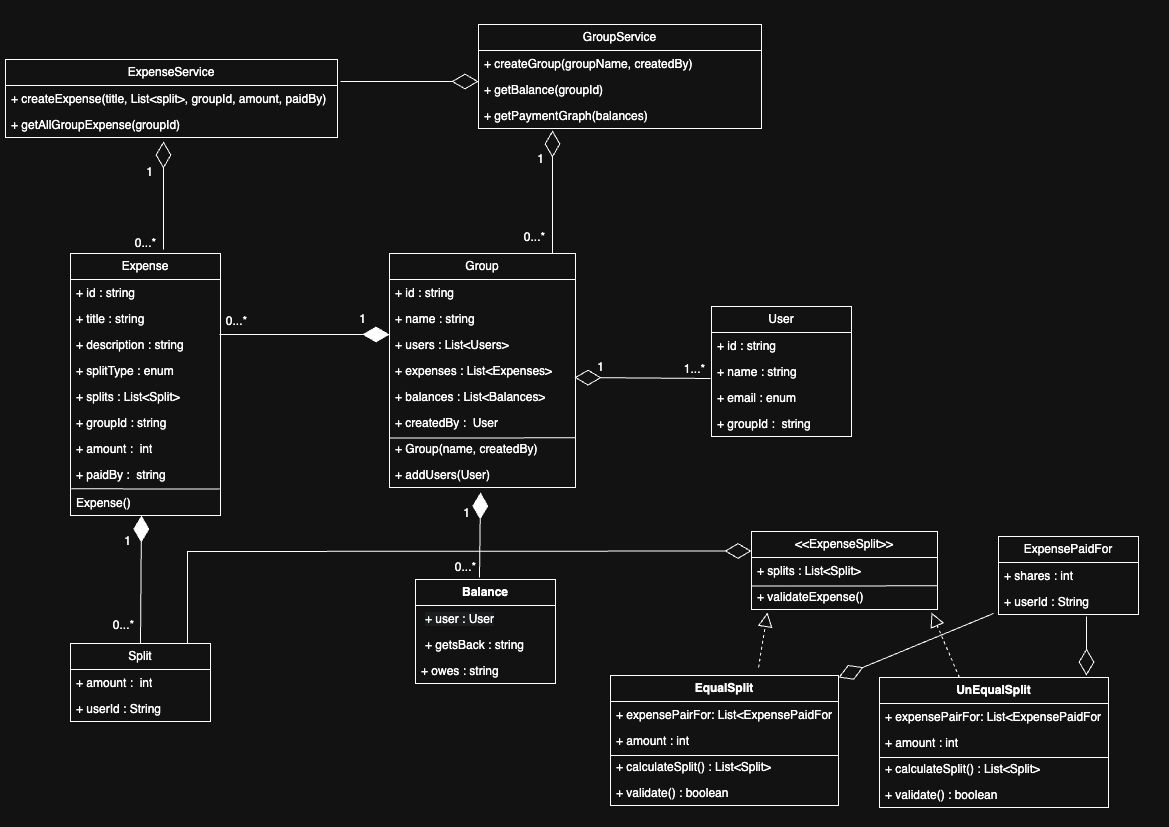 GroupService
+ createGroup(groupName, createdBy)
+ getBalance(groupId)
+ getPaymentGraph(balances)
ExpenseService
+ createExpense(title, List<split>, groupId, amount, paidBy)
+ getAllGroupExpense(groupId)
1
0...*
1
0...*
Expense
+ id : string
+ title : string
+ description : string
+ splitType : enum
+ splits : List<Split>
+ groupId : string
+ amount : int
+ paidBy : string
Expense()
0...*
1
Group
+ id : string
+ name : string
+ users : List<Users>
+ expenses : List<Expenses>
+ balances : List<Balances>
+ createdBy : User
+ Group(name, createdBy)
+ addUsers(User)
1
1...*
User
+ id : string
+ name : string
+ email : enum
+ groupId : string
1
0...*
1
0...*
Split
+ amount : int
+ userId : String
Balance
+ user : User
+ getsBack : string
+ owes : string
<<ExpenseSplit>>
+ splits : List<Split>
+ validateExpense()
ExpensePaidFor
+ shares : int
+ userId : String
EqualSplit
+ expensePairFor: List<ExpensePaidFor
+ amount : int
+ calculateSplit() : List<Split>
+ validate() : boolean
UnEqualSplit
+ expensePairFor: List<ExpensePaidFor
+ amount : int
+ calculateSplit() : List<Split>
+ validate() : boolean